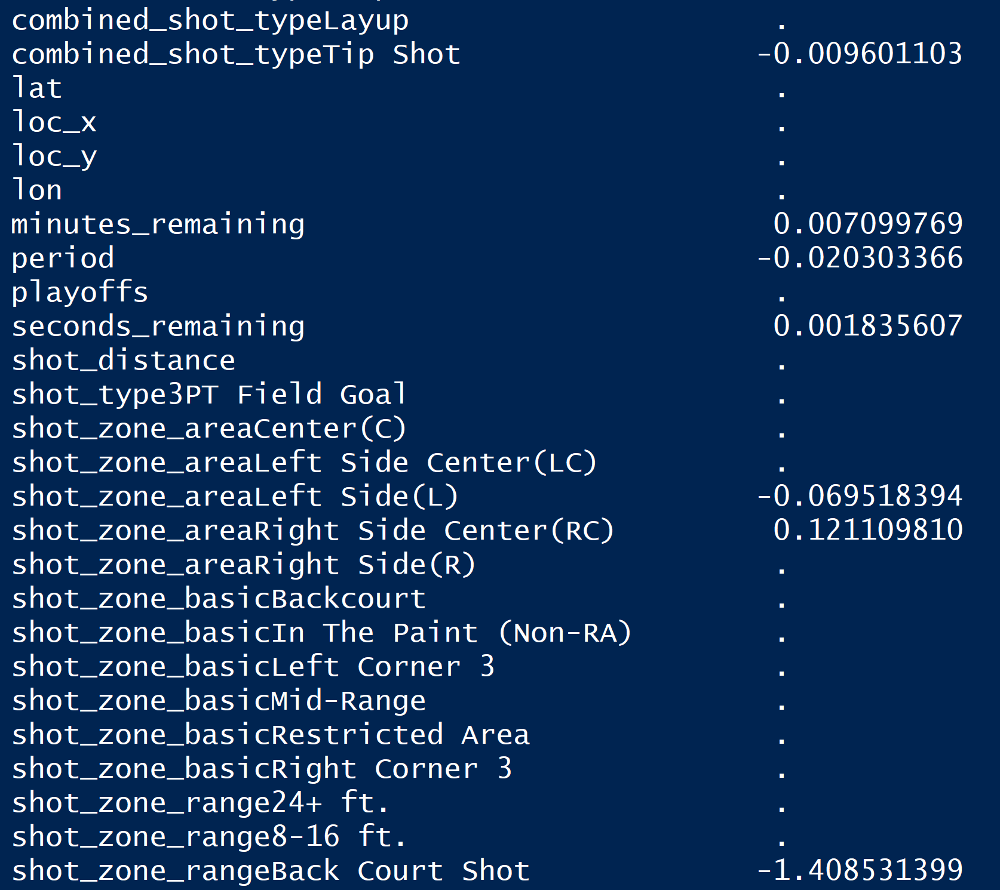 combined_shot_typeLayup .
combined_shot_typeTip Shot -0.009601103
lat .
loc_x .
loc_y .
lon .
minutes_remaining 0.007099769
period -0.020303366
playoffs .
seconds_remaining 0.001835607
shot_distance .
shot_type3PT Field Goal .
shot_zone_areaCenter(C) .
shot_zone_areaLeft Side Center(LC) .
shot_zone_areaLeft Side(L) -0.069518394
shot_zone_areaRight Side Center(RC) 0.121109810
shot_zone_areaRight Side(R) .
shot_zone_basicBackcourt .
shot_zone_basicIn The Paint (Non-RA) .
shot_zone_basicLeft Corner 3 .
shot_zone_basicMid-Range .
shot_zone_basicRestricted Area .
shot_zone_basicRight Corner 3 .
shot_zone_range24+ ft. .
shot_zone_range8-16 ft. .
shot_zone_rangeBack Court Shot -1.408531399